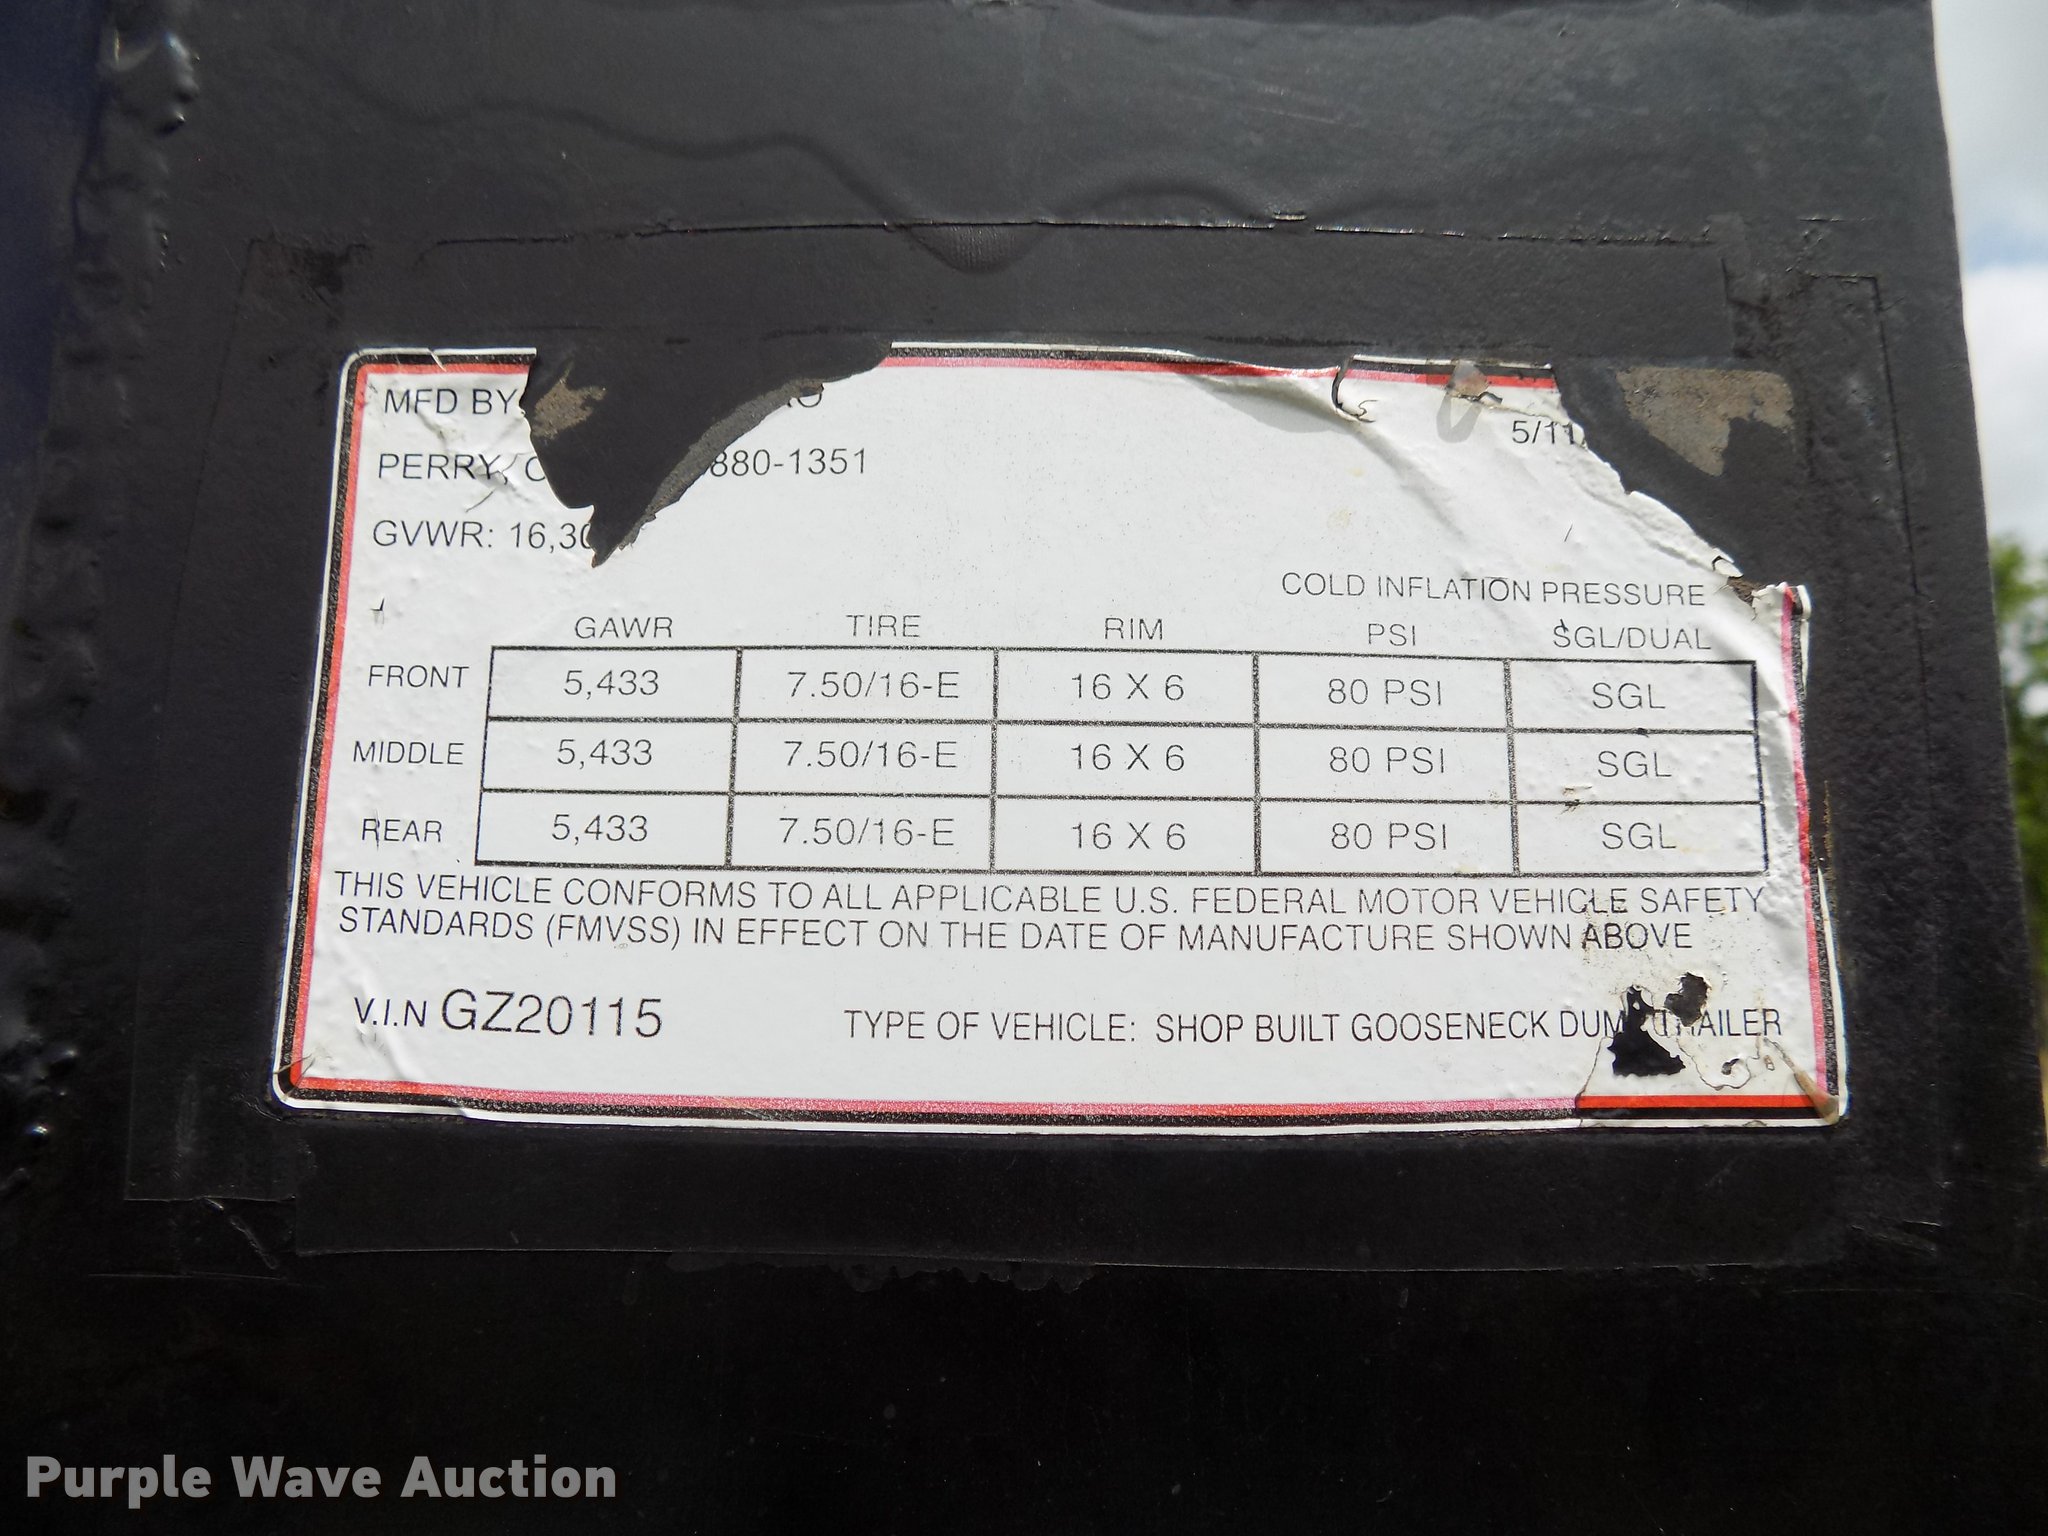 MFD BY
PERRY, 880-1351
5/11
GVWR: 16,30
COLD INFLATION PRESSURE
GAWR TIRE RIM PSI SGL/DUAL
FRONT 5,433 7.50/16-E 16 X 6 80 PSI SGL
MIDDLE 5,433 7.50/16-E 16 X 6 80 PSI SGL
REAR 5,433 7.50/16-E 16 X 6 80 PSI SGL
THIS VEHICLE CONFORMS TO ALL APPLICABLE U.S. FEDERAL MOTOR VEHICLE SAFETY
STANDARDS (FMVSS) IN EFFECT ON THE DATE OF MANUFACTURE SHOWN ABOVE
V.I.N GZ20115
TYPE OF VEHICLE: SHOP BUILT GOOSENECK DUMP TRAILER
Purple Wave Auction